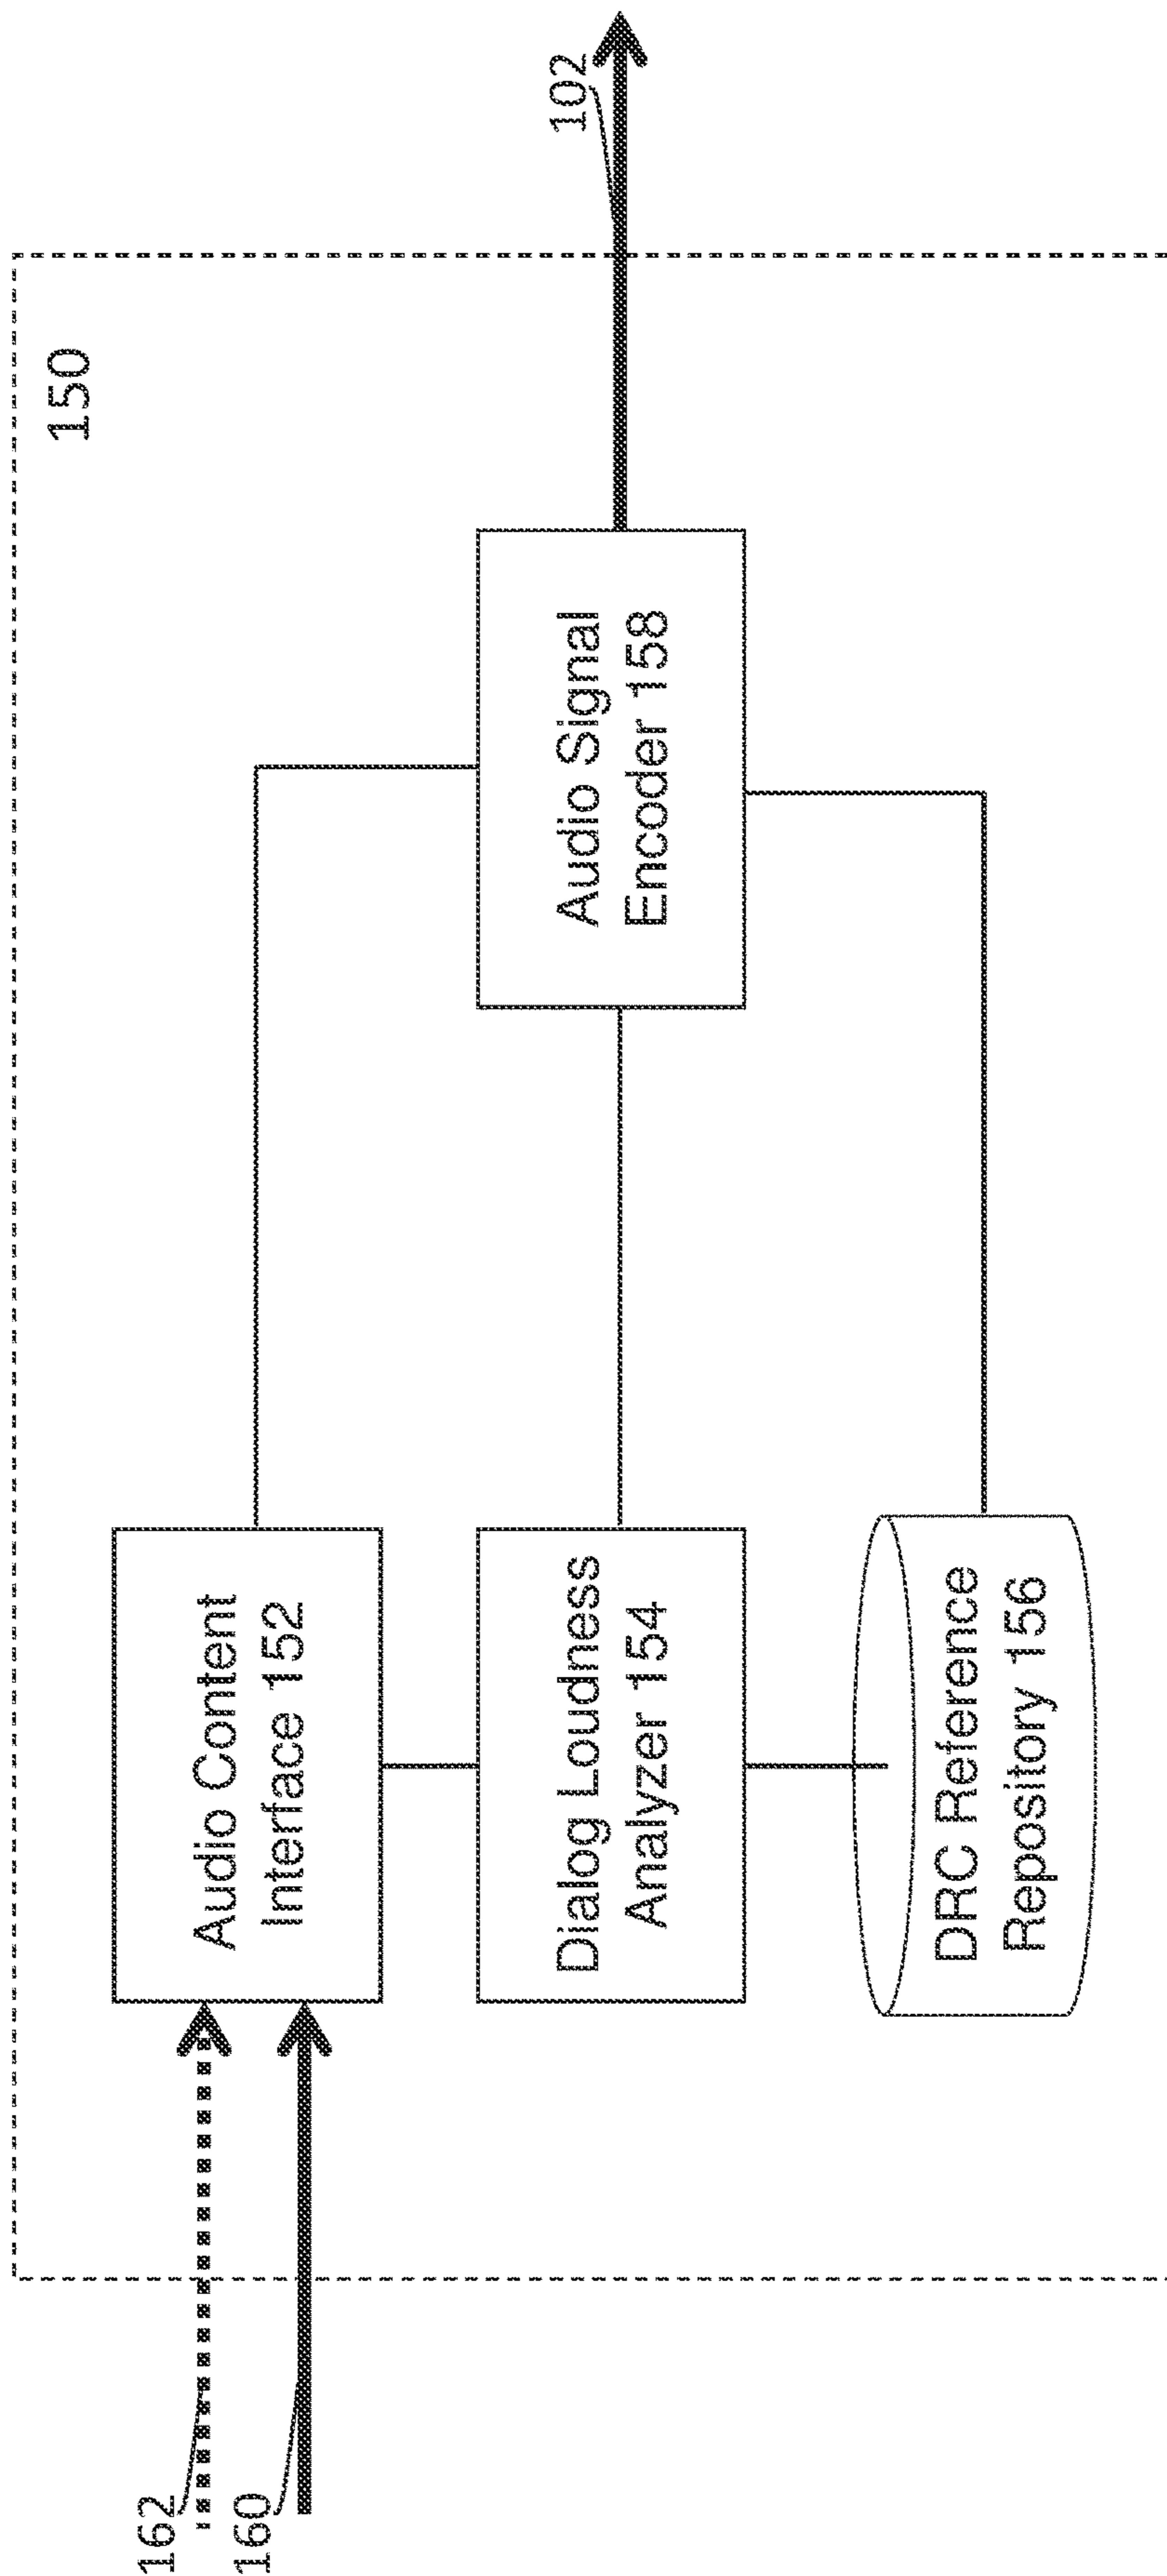 150
162
160
102
Audio Content
Interface 152
Dialog Loudness
Analyzer 154
Audio Signal
Encoder 158
DRC Reference
Repository 156